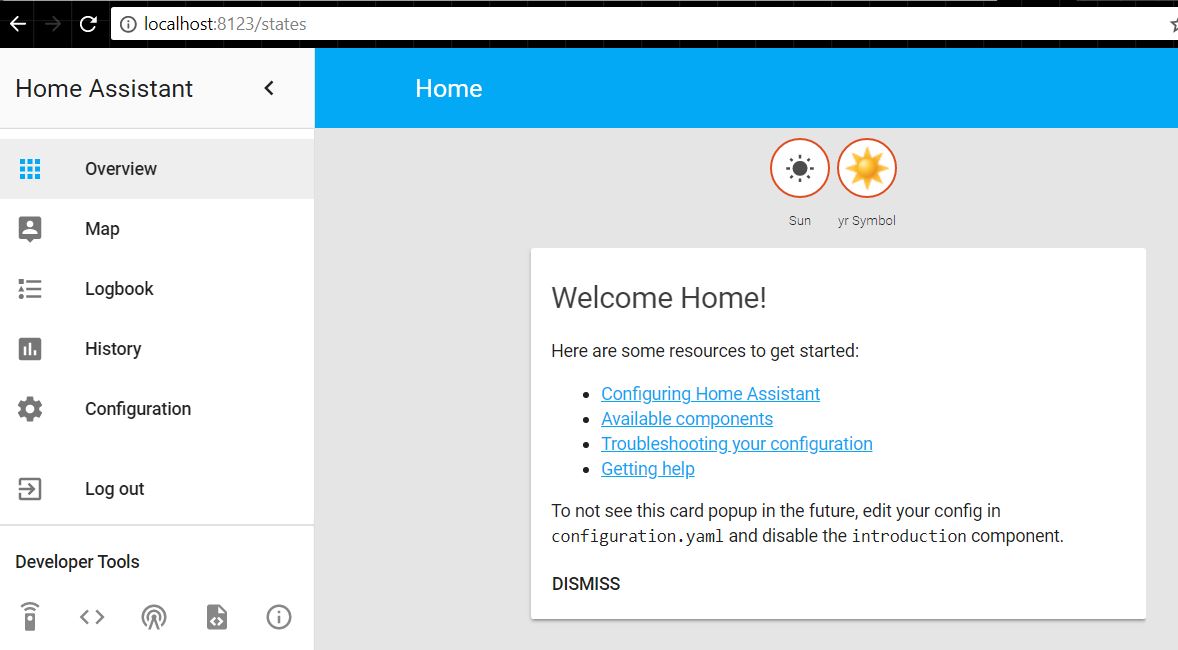 localhost:8123/states
Home Assistant
Home
Overview
Map
Logbook
History
Configuration
Log out
Developer Tools
Sun
yr Symbol
Welcome Home!
Here are some resources to get started:
Configuring Home Assistant
Available components
Troubleshooting your configuration
Getting help
To not see this card popup in the future, edit your config in
configuration.yaml and disable the introduction component.
DISMISS